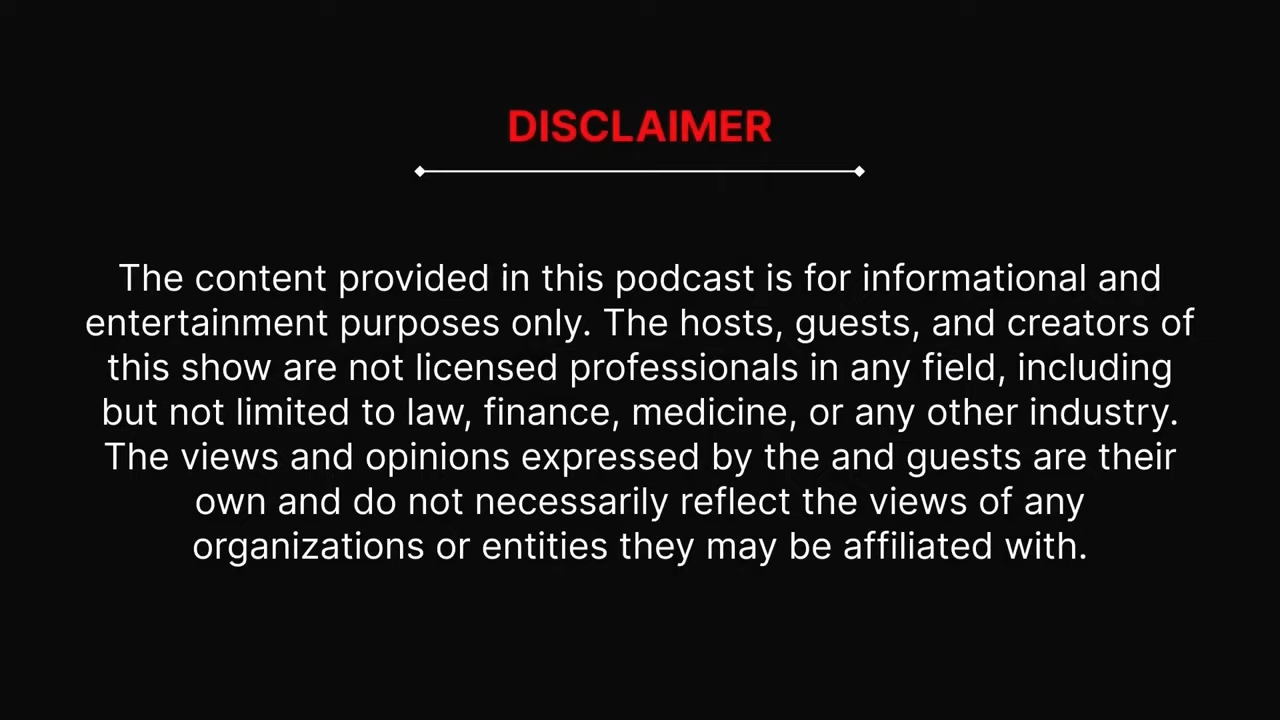 DISCLAIMER
The content provided in this podcast is for informational and
entertainment purposes only. The hosts, guests, and creators of
this show are not licensed professionals in any field, including
but not limited to law, finance, medicine, or any other industry.
The views and opinions expressed by the and guests are their
own and do not necessarily reflect the views of any
organizations or entities they may be affiliated with.